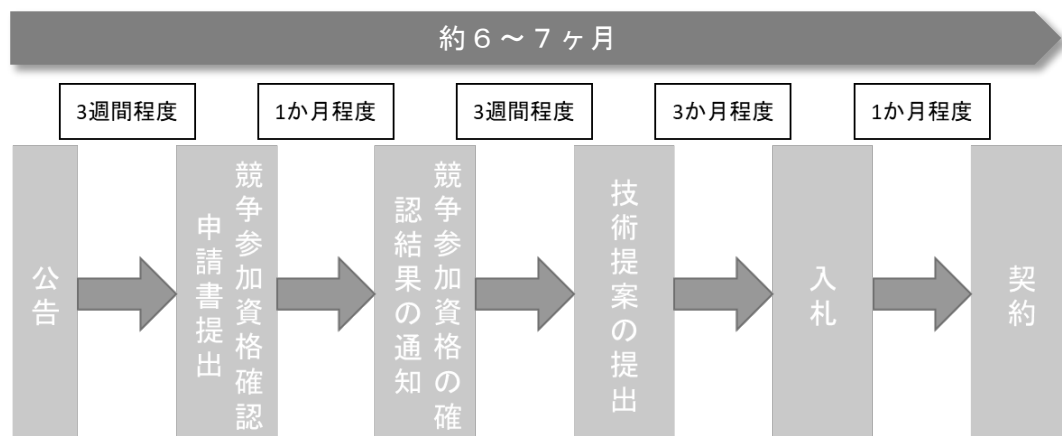 約６～７ヶ月
3週間程度
1か月程度
3週間程度
3か月程度
1か月程度
公告
競争参加資格確認
申請書提出
競争参加資格の確
認結果の通知
技術提案の提出
入札
契約